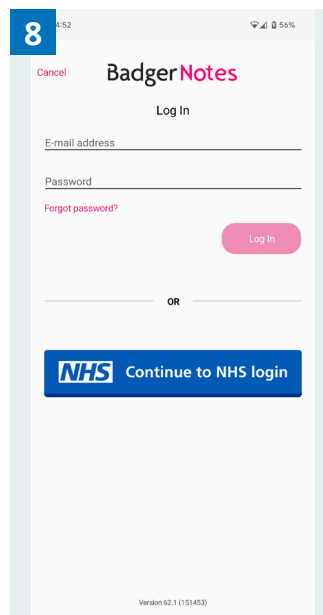 8
4:52
56%
Cancel
Badger Notes
Log In
E-mail address
Password
Forgot password?
Log In
OR
NHS Continue to NHS login
Version 62.1 (151453)